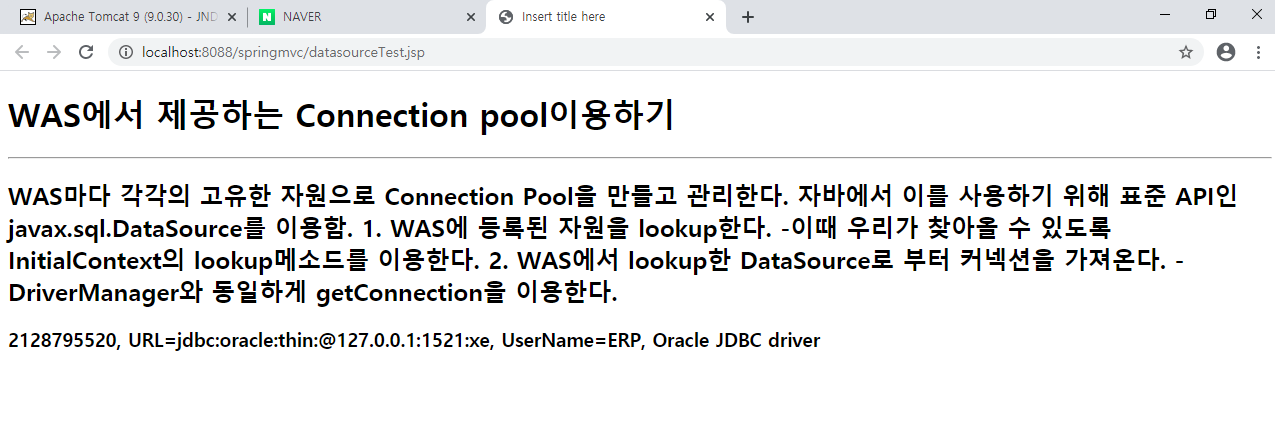 Apache Tomcat 9 (9.0.30) - JND
NAVER
Insert title here
localhost:8088/springmvc/datasourceTest.jsp
WAS에서 제공하는 Connection pool이용하기
WAS마다 각각의 고유한 자원으로 Connection Pool을 만들고 관리한다. 자바에서 이를 사용하기 위해 표준 API인
javax.sql.DataSource를 이용함. 1. WAS에 등록된 자원을 lookup한다. -이때 우리가 찾아올 수 있도록
InitialContext의 lookup메소드를 이용한다. 2. WAS에서 lookup한 DataSource로 부터 커넥션을 가져온다. -
DriverManager와 동일하게 getConnection을 이용한다.
2128795520, URL=jdbc:oracle:thin:@127.0.0.1:1521:xe, UserName=ERP, Oracle JDBC driver